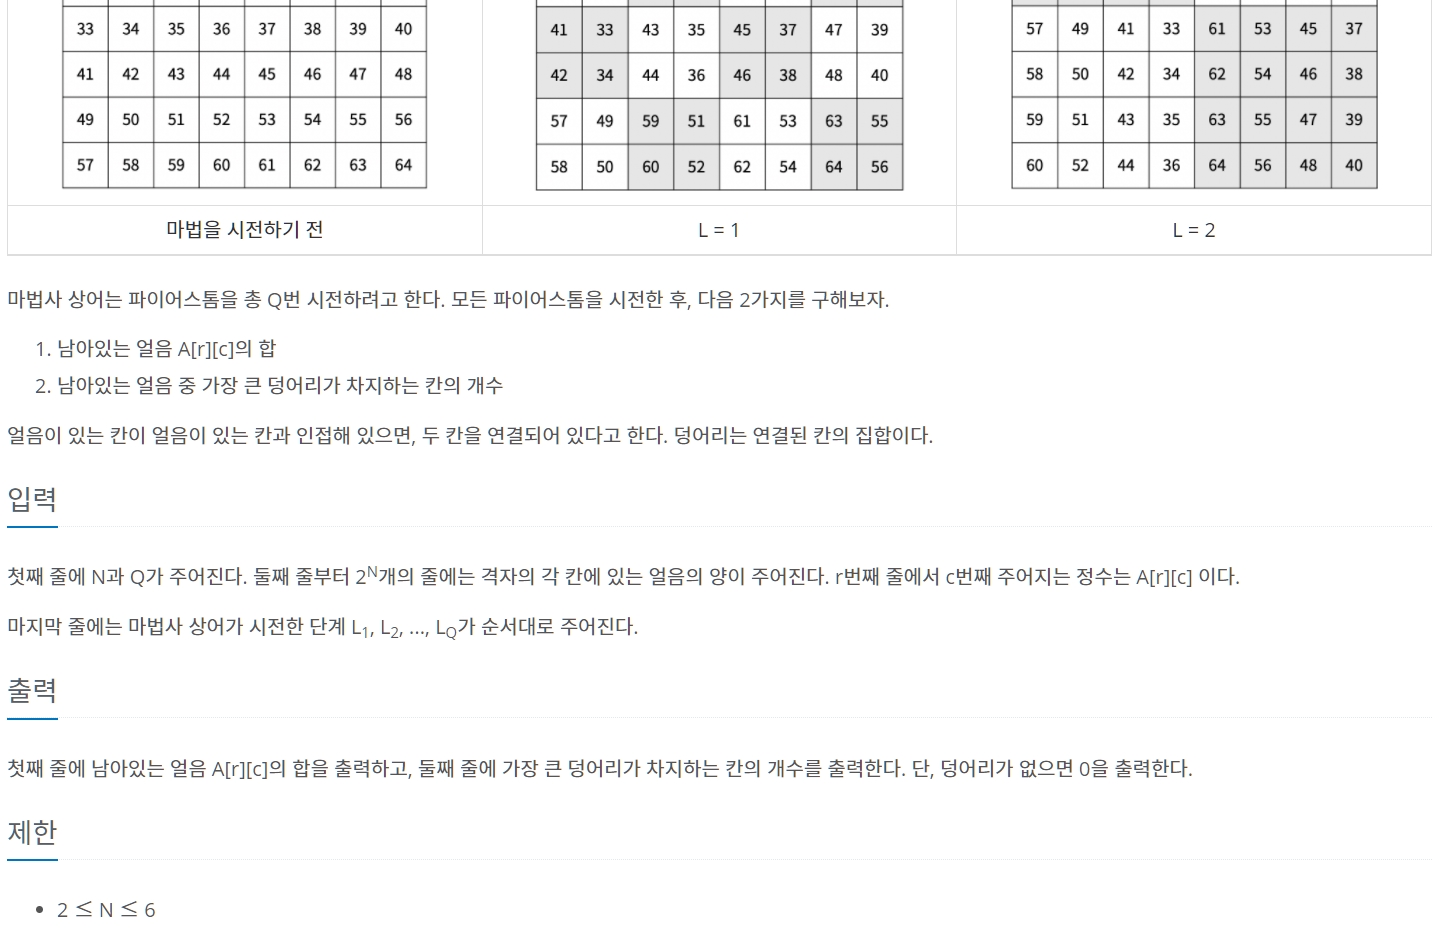 33 34 35 36 37 38 39 40
41 42 43 44 45 46 47 48
49 50 51 52 53 54 55 56
57 58 59 60 61 62 63 64
41 33 43 35 45 37 47 39
42 34 44 36 46 38 48 40
57 49 59 51 61 53 63 55
58 50 60 52 62 54 64 56
57 49 41 33 61 53 45 37
58 50 42 34 62 54 46 38
59 51 43 35 63 55 47 39
60 52 44 36 64 56 48 40
마법을 시전하기 전
L = 1
L = 2
마법사 상어는 파이어스톰을 총 Q번 시전하려고 한다. 모든 파이어스톰을 시전한 후, 다음 2가지를 구해보자.
1. 남아있는 얼음 A[r][c]의 합
2. 남아있는 얼음 중 가장 큰 덩어리가 차지하는 칸의 개수
얼음이 있는 칸이 얼음이 있는 칸과 인접해 있으면, 두 칸을 연결되어 있다고 한다. 덩어리는 연결된 칸의 집합이다.
입력
첫째 줄에 N과 Q가 주어진다. 둘째 줄부터 2ᴺ개의 줄에는 격자의 각 칸에 있는 얼음의 양이 주어진다. r번째 줄에서 c번째 주어지는 정수는 A[r][c] 이다.
마지막 줄에는 마법사 상어가 시전한 단계 L₁, L₂, ..., L_Q가 순서대로 주어진다.
출력
첫째 줄에 남아있는 얼음 A[r][c]의 합을 출력하고, 둘째 줄에 가장 큰 덩어리가 차지하는 칸의 개수를 출력한다. 단, 덩어리가 없으면 0을 출력한다.
제한
• 2 ≤ N ≤ 6